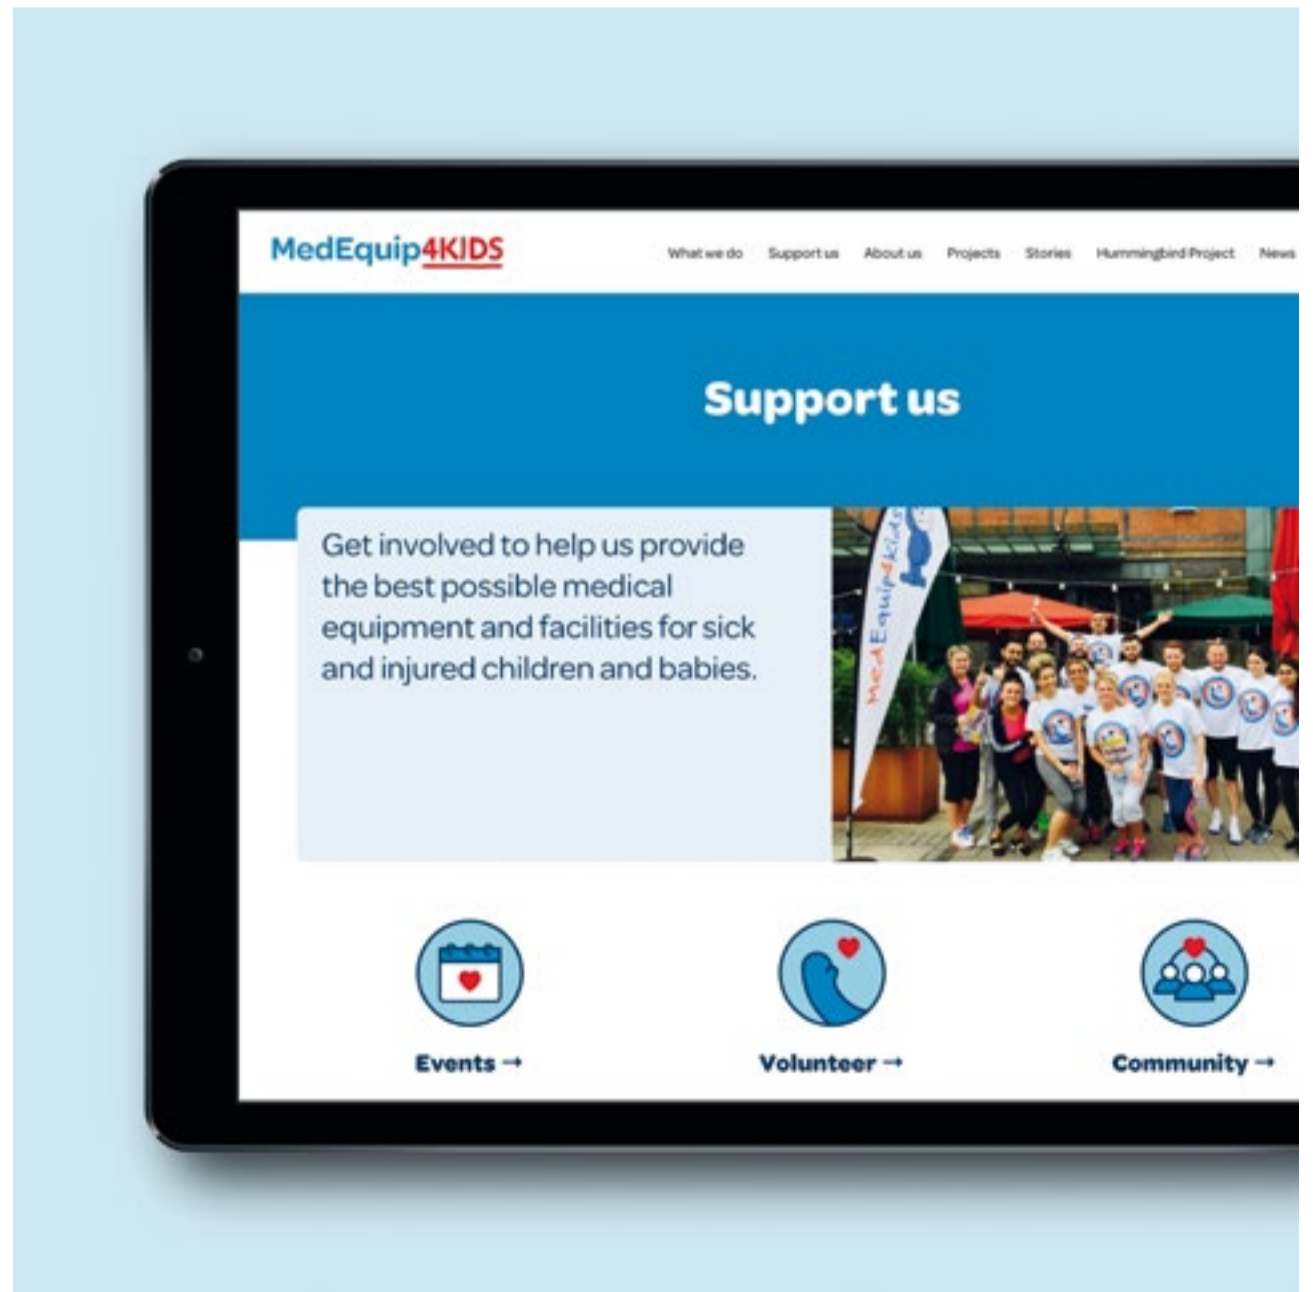 MedEquip4KIDS
What we do Support us About us Projects Stories Hummingbird Project News
Support us
Get involved to help us provide
the best possible medical
equipment and facilities for sick
and injured children and babies.
MedEquip4Kids
Events →
Volunteer →
Community →